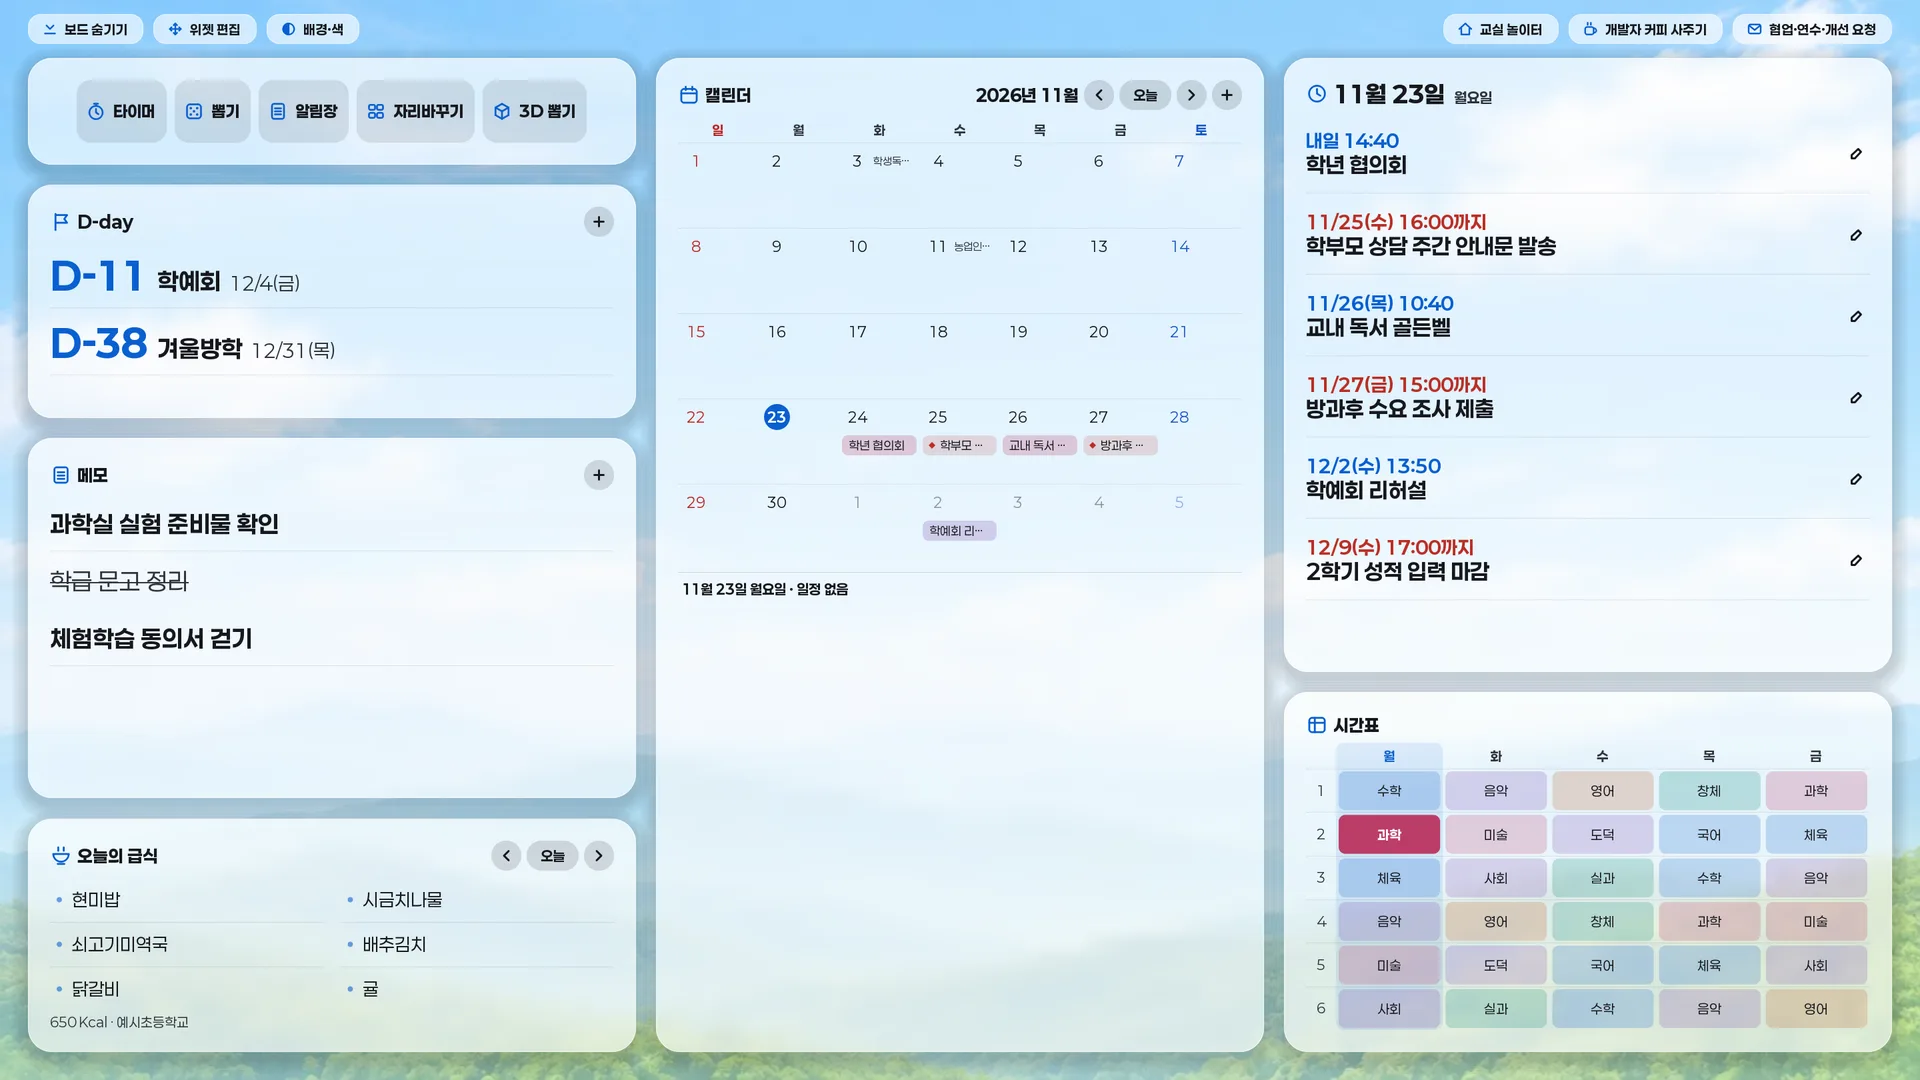 보드 숨기기
위젯 편집
배경·색
교실 놀이터
개발자 커피 사주기
협업·연수·개선 요청
타이머
뽑기
알림장
자리바꾸기
3D 뽑기
D-day
D-11 학예회 12/4(금)
D-38 겨울방학 12/31(목)
메모
과학실 실험 준비물 확인
학급 문고 정리
체험학습 동의서 걷기
오늘의 급식
오늘
현미밥
시금치나물
쇠고기미역국
배추김치
닭갈비
귤
650 Kcal · 예시초등학교
캘린더
2026년 11월
오늘
일 월 화 수 목 금 토
1 2 3 학생독… 4 5 6 7
8 9 10 11 농업인… 12 13 14
15 16 17 18 19 20 21
22 23 24 25 26 27 28
학년 협의회 학부모 … 교내 독서 … 방과후 …
29 30 1 2 3 4 5
학예회 리…
11월 23일 월요일 · 일정 없음
11월 23일 월요일
내일 14:40
학년 협의회
11/25(수) 16:00까지
학부모 상담 주간 안내문 발송
11/26(목) 10:40
교내 독서 골든벨
11/27(금) 15:00까지
방과후 수요 조사 제출
12/2(수) 13:50
학예회 리허설
12/9(수) 17:00까지
2학기 성적 입력 마감
시간표
월 화 수 목 금
1 수학 음악 영어 창체 과학
2 과학 미술 도덕 국어 체육
3 체육 사회 실과 수학 음악
4 음악 영어 창체 과학 미술
5 미술 도덕 국어 체육 사회
6 사회 실과 수학 음악 영어